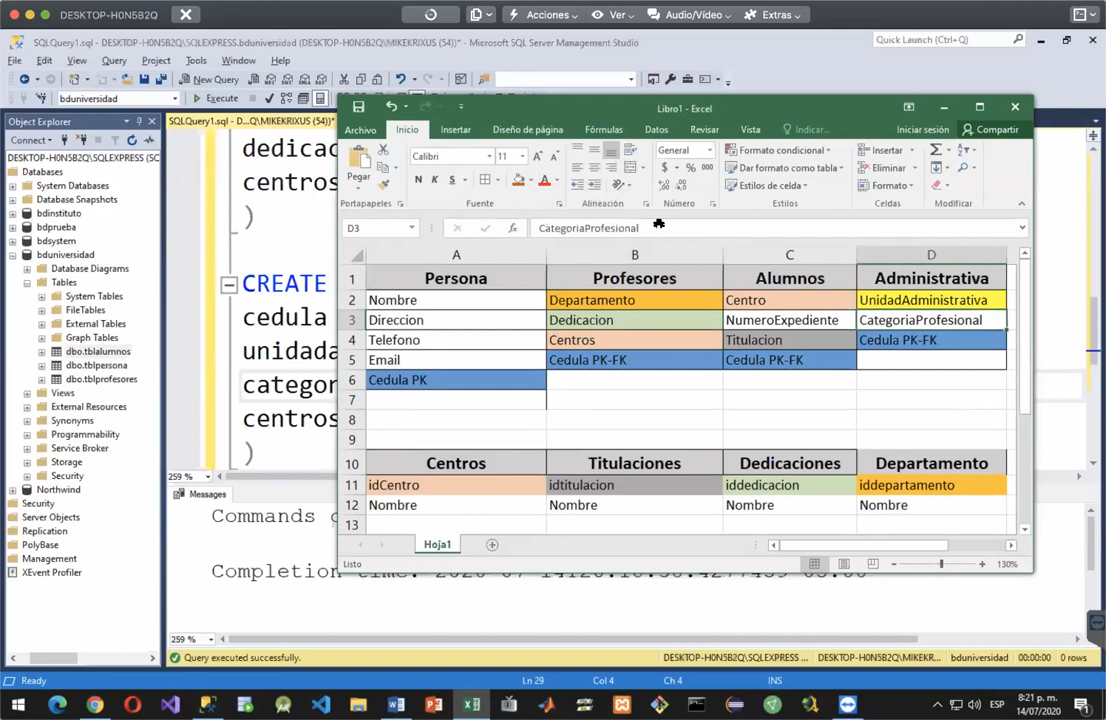 DESKTOP-H0N5B2Q
Acciones
Ver
Audio/Vídeo
Extras
SQLQuery1.sql - DESKTOP-H0N5B2Q\SQLEXPRESS.bduniversidad (DESKTOP-H0N5B2Q\MIKEKRIXUS (54))* - Microsoft SQL Server Management Studio
Quick Launch (Ctrl+Q)
File Edit View Query Project Tools Window Help
New Query
bduniversidad
Execute
Object Explorer
SQLQuery1.sql - D...Q\MIKEKRIXUS (54))*
Connect
DESKTOP-H0N5B2Q\SQLEXPRESS (SC
Databases
System Databases
Database Snapshots
bdinstituto
bdprueba
bdsystem
bduniversidad
Database Diagrams
Tables
System Tables
FileTables
External Tables
Graph Tables
dbo.tblalumnos
dbo.tblpersona
dbo.tblprofesores
Views
External Resources
Synonyms
Programmability
Service Broker
Storage
Security
Northwind
Security
Server Objects
Replication
PolyBase
Management
XEvent Profiler
dedicac
centros
)
CREATE
cedula
unidada
categor
centros
)
259 %
Messages
Commands c
259 %
Query executed successfully.
DESKTOP-H0N5B2Q\SQLEXPRESS ...
DESKTOP-H0N5B2Q\MIKEKR...
bduniversidad
00:00:00
0 rows
Ready
Ln 29
Col 4
Ch 4
INS
Libro1 - Excel
Archivo Inicio Insertar Diseño de página Fórmulas Datos Revisar Vista Indicar... Iniciar sesión Compartir
Pegar
Portapapeles
Calibri 11
N K S
Fuente
Alineación
General
$ % 000
Número
Formato condicional
Dar formato como tabla
Estilos de celda
Estilos
Insertar
Eliminar
Formato
Celdas
Modificar
D3
fx
CategoriaProfesional
A B C D
1 Persona Profesores Alumnos Administrativa
2 Nombre Departamento Centro UnidadAdministrativa
3 Direccion Dedicacion NumeroExpediente CategoriaProfesional
4 Telefono Centros Titulacion Cedula PK-FK
5 Email Cedula PK-FK Cedula PK-FK
6 Cedula PK
7
8
9
10 Centros Titulaciones Dedicaciones Departamento
11 idCentro idtitulacion iddedicacion iddepartamento
12 Nombre Nombre Nombre Nombre
13
Hoja1
Listo
130%
ESP
8:21 p. m.
14/07/2020